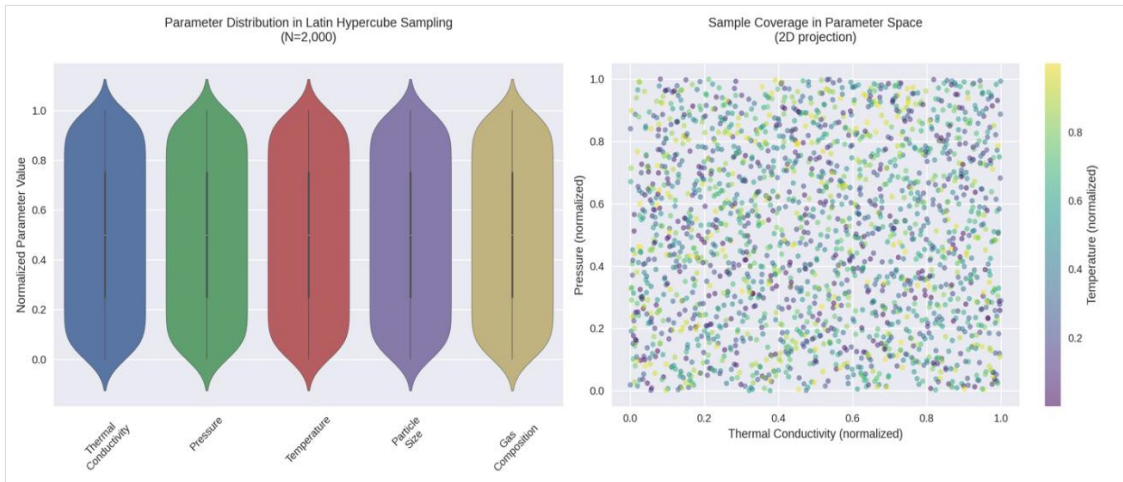 Parameter Distribution in Latin Hypercube Sampling
(N=2,000)
Normalized Parameter Value
1.0
0.8
0.6
0.4
0.2
0.0
Thermal
Conductivity
Pressure
Temperature
Particle
Size
Gas
Composition
Sample Coverage in Parameter Space
(2D projection)
Pressure (normalized)
1.0
0.8
0.6
0.4
0.2
0.0
0.0
0.2
0.4
0.6
0.8
1.0
Thermal Conductivity (normalized)
0.8
0.6
0.4
0.2
Temperature (normalized)